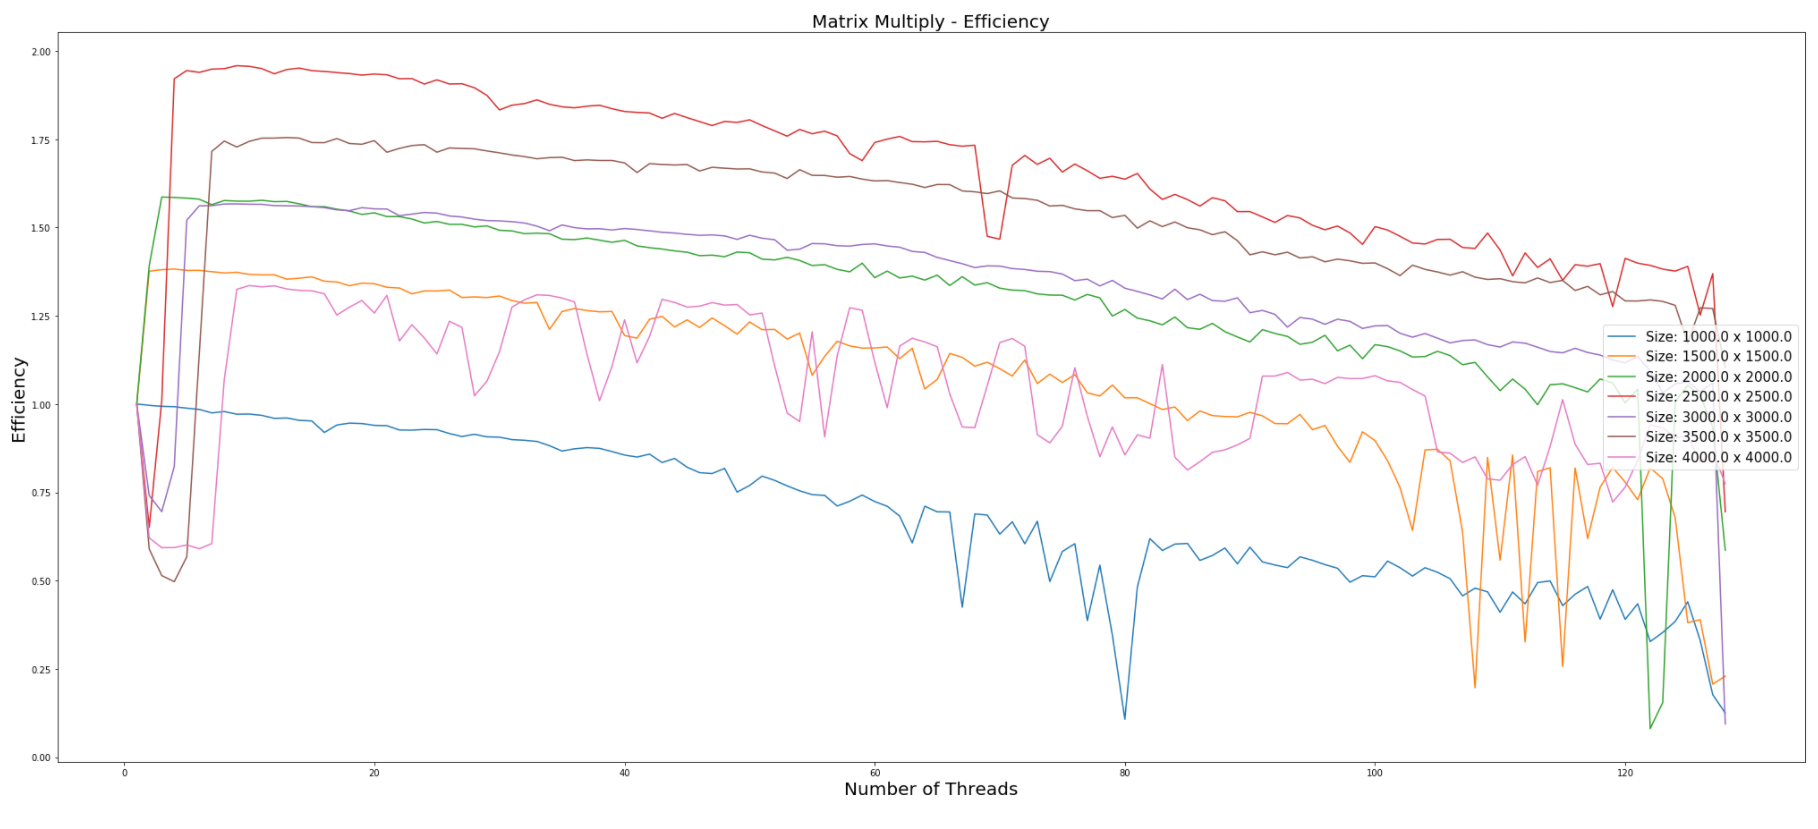 Matrix Multiply - Efficiency
2.00
1.75
1.50
1.25
1.00
0.75
0.50
0.25
0.00
Efficiency
Size: 1000.0 x 1000.0
Size: 1500.0 x 1500.0
Size: 2000.0 x 2000.0
Size: 2500.0 x 2500.0
Size: 3000.0 x 3000.0
Size: 3500.0 x 3500.0
Size: 4000.0 x 4000.0
0 20 40 60 80 100 120
Number of Threads